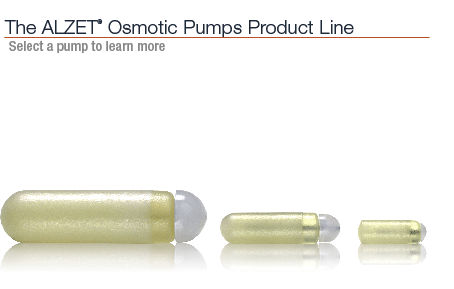 The ALZET® Osmotic Pumps Product Line
Select a pump to learn more